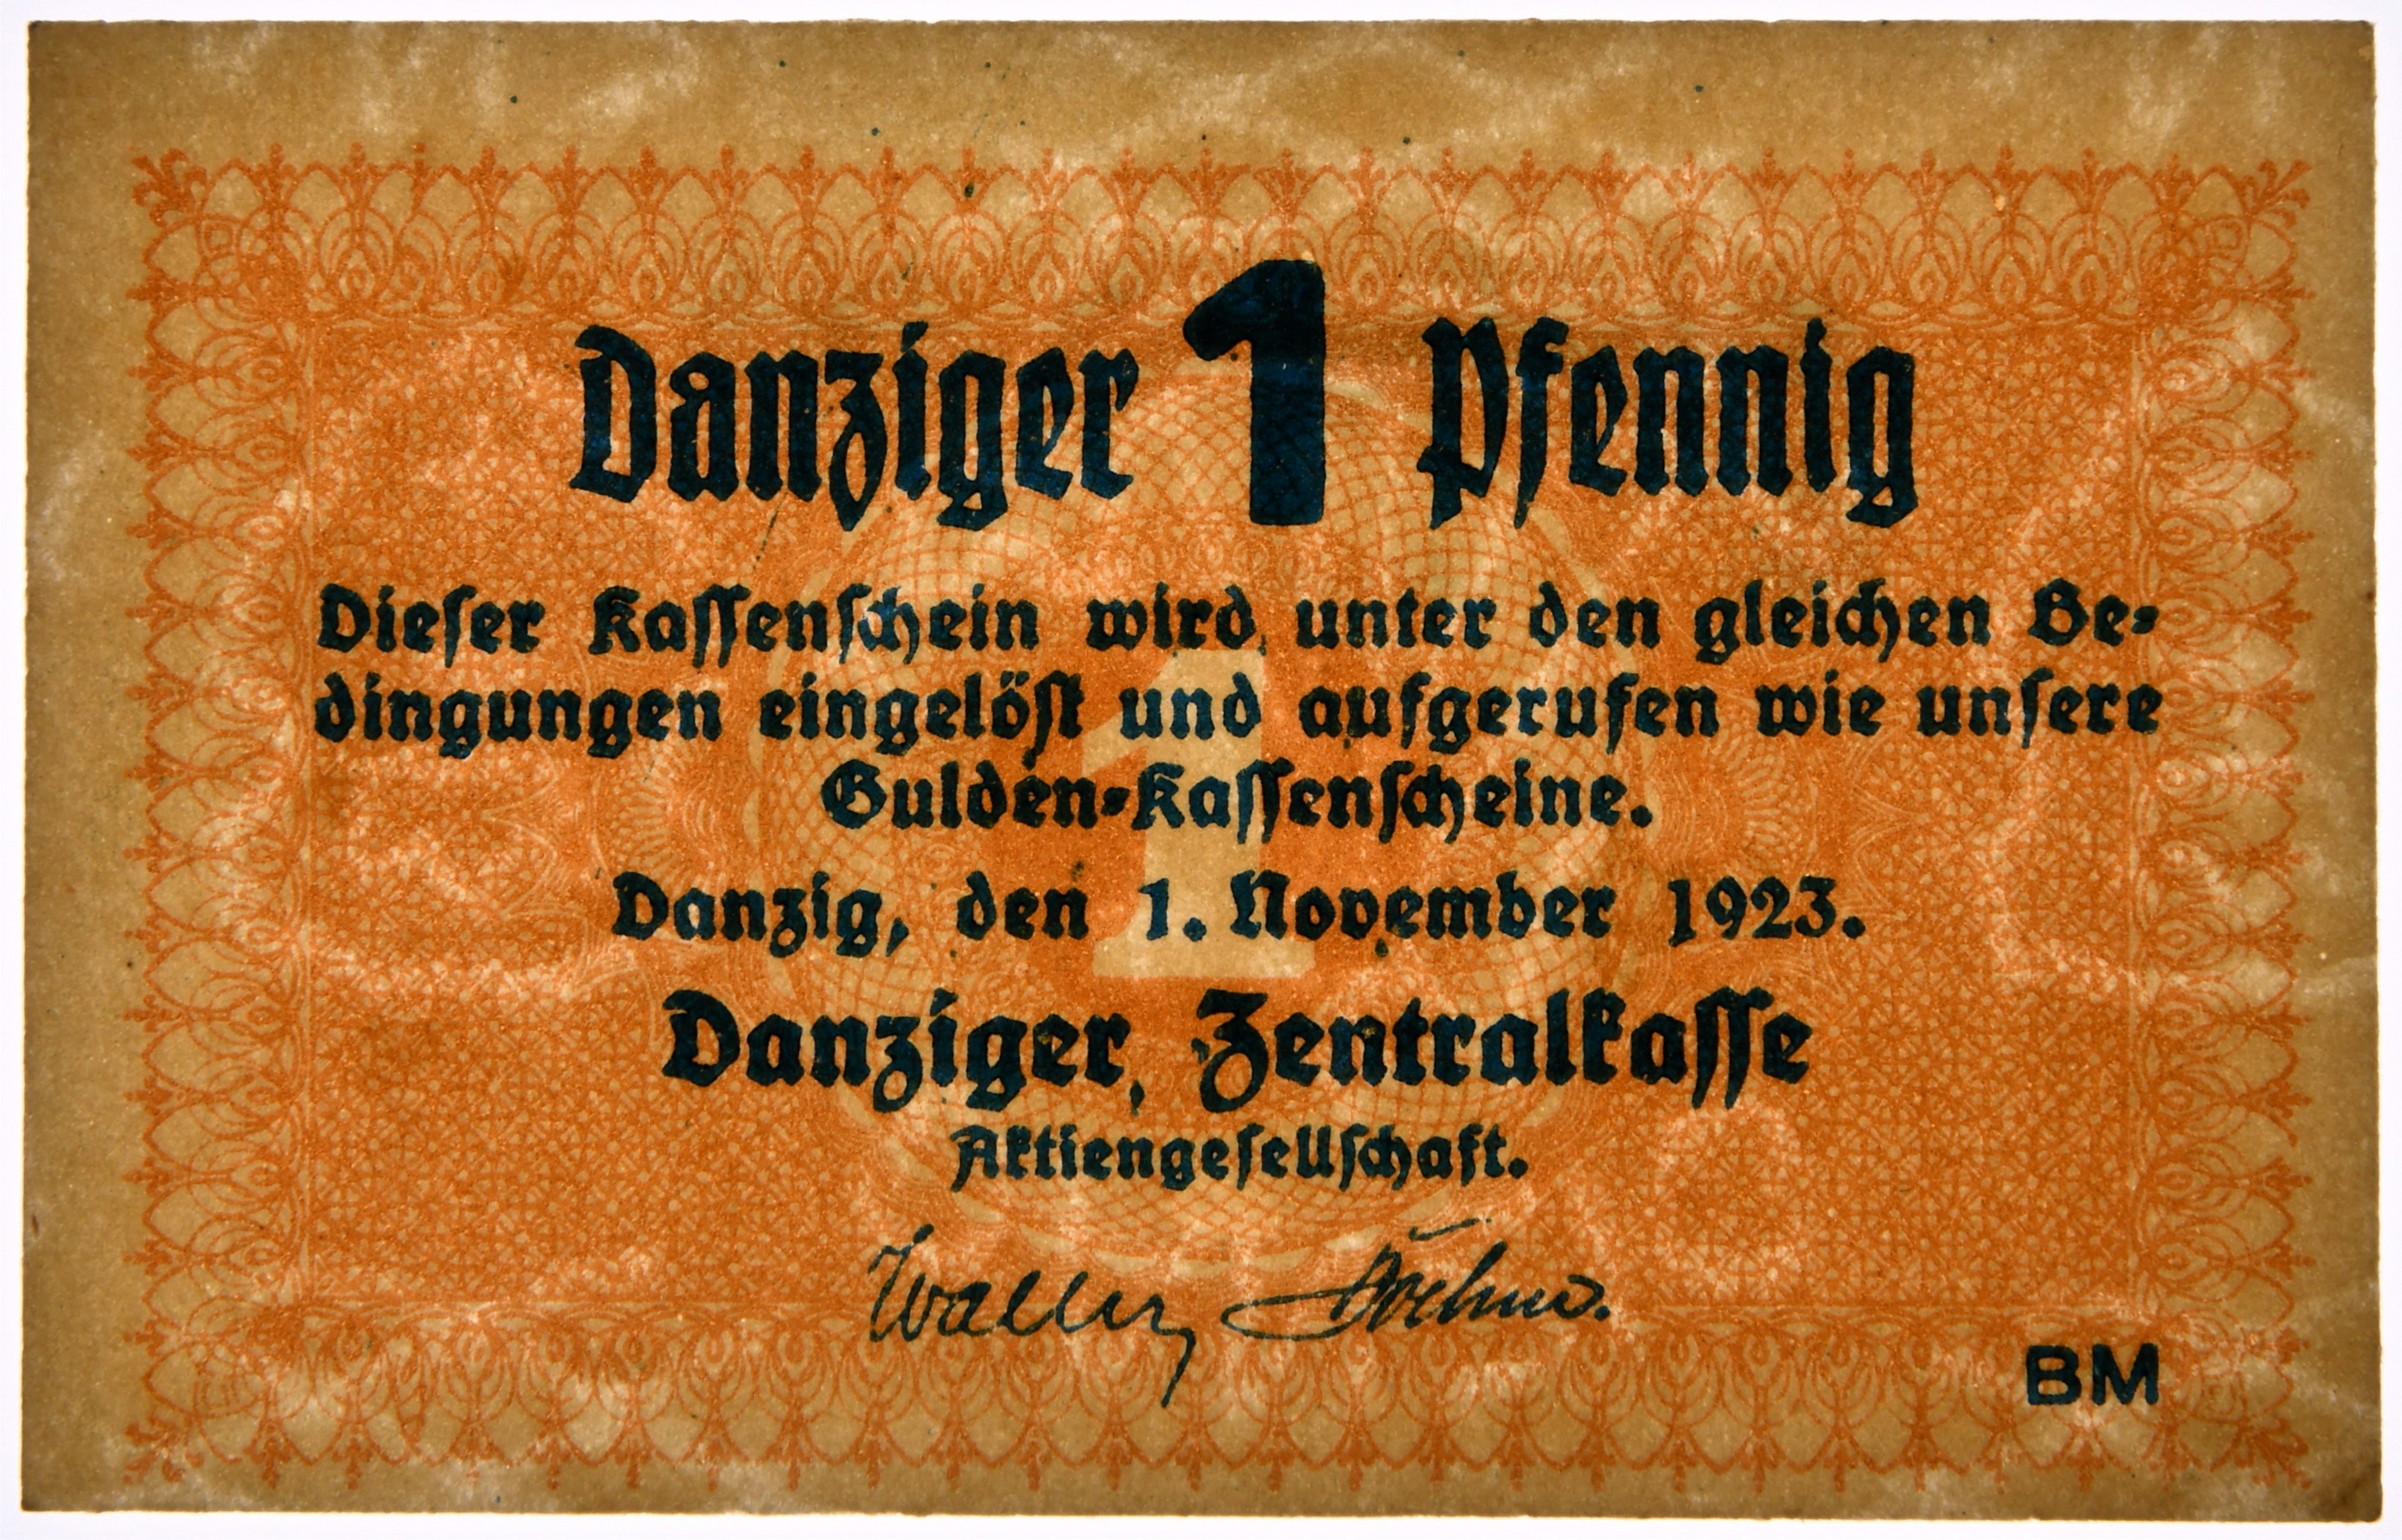 Danziger 1 Pfennig
Dieser Kassenschein wird unter den gleichen Be-
dingungen eingelöst und aufgerufen wie unsere
Gulden-Kassenscheine.
Danzig, den 1. November 1923.
Danziger Zentralkasse
Aktiengesellschaft.
1
BM